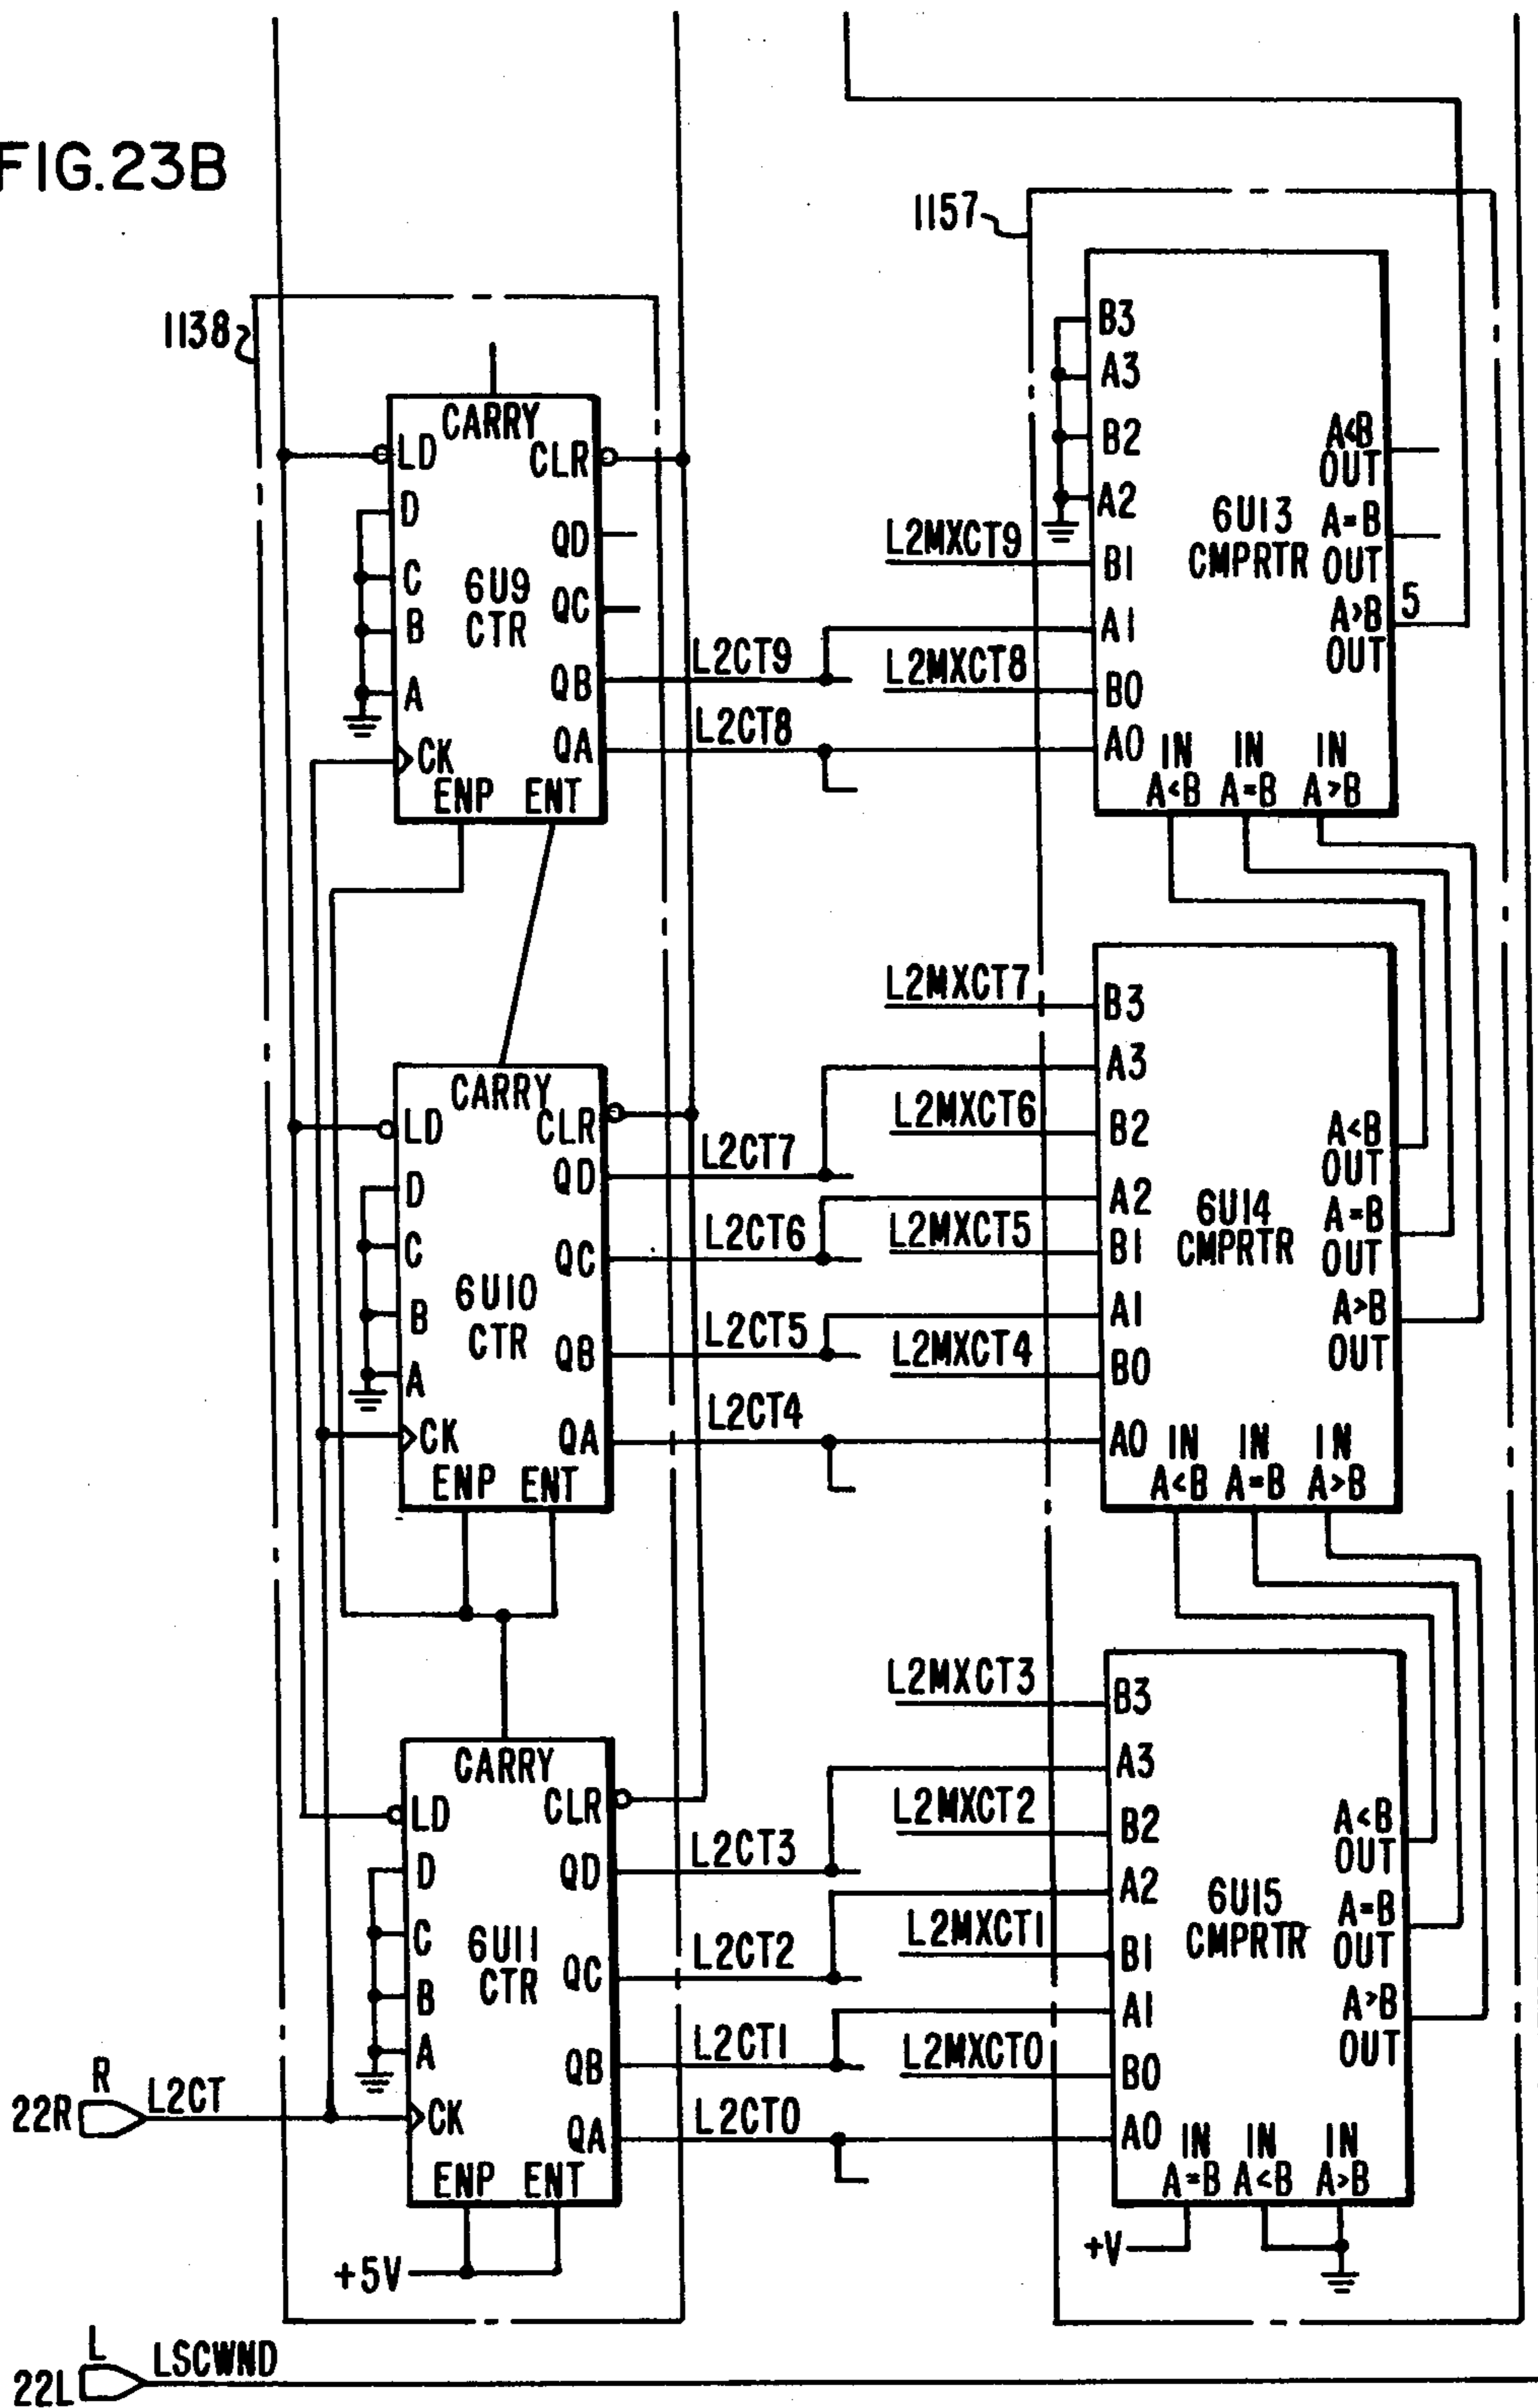 FIG.23B
1157
1138
CARRY
LD
CLR
D
QD
C
6U9
CTR
QC
B
QB
A
QA
CK
ENP ENT
L2CT9
L2CT8
L2MXCT9
L2MXCT8
B3
A3
B2
A2
B1
A1
B0
A0
6U13
CMPRTR
A<B
OUT
A=B
OUT
A>B
OUT
5
IN IN IN
A<B A=B A>B
CARRY
LD
CLR
D
QD
C
QC
6U10
CTR
B
QB
A
CK
QA
ENP ENT
L2CT7
L2CT6
L2CT5
L2CT4
L2MXCT7
L2MXCT6
L2MXCT5
L2MXCT4
B3
A3
B2
A2
B1
A1
B0
A0
6U14
CMPRTR
A<B
OUT
A=B
OUT
A>B
OUT
IN IN IN
A<B A=B A>B
CARRY
LD
CLR
D
QD
C
6U11
CTR
QC
B
A
QB
CK
QA
ENP ENT
+5V
L2CT3
L2CT2
L2CT1
L2CT0
L2MXCT3
L2MXCT2
L2MXCT1
L2MXCT0
B3
A3
B2
A2
B1
A1
B0
A0
6U15
CMPRTR
A<B
OUT
A=B
OUT
A>B
OUT
IN IN IN
A=B A<B A>B
+V
R
22R
L2CT
L
22L
LSCWND